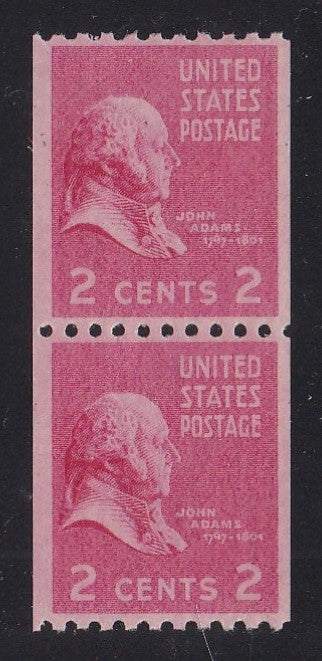 UNITED
STATES
POSTAGE
JOHN
ADAMS
1797-1801
2 CENTS 2
UNITED
STATES
POSTAGE
JOHN
ADAMS
1797-1801
2 CENTS 2